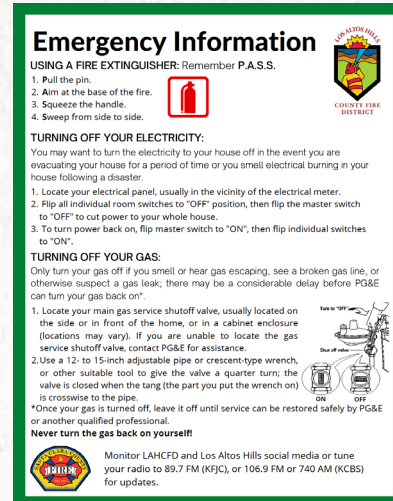 Emergency Information
LOS ALTOS HILLS
COUNTY FIRE
DISTRICT
USING A FIRE EXTINGUISHER: Remember P.A.S.S.
1. Pull the pin.
2. Aim at the base of the fire.
3. Squeeze the handle.
4. Sweep from side to side.
TURNING OFF YOUR ELECTRICITY:
You may want to turn the electricity to your house off in the event you are
evacuating your house for a period of time or you smell electrical burning in your
house following a disaster.
1. Locate your electrical panel, usually in the vicinity of the electrical meter.
2. Flip all individual room switches to "OFF" position, then flip the master switch
to "OFF" to cut power to your whole house.
3. To turn power back on, flip master switch to "ON", then flip individual switches
to "ON".
TURNING OFF YOUR GAS:
Only turn your gas off if you smell or hear gas escaping, see a broken gas line, or
otherwise suspect a gas leak; there may be a considerable delay before PG&E
can turn your gas back on*.
1. Locate your main gas service shutoff valve, usually located on
the side or in front of the home, or in a cabinet enclosure
(locations may vary). If you are unable to locate the gas
service shutoff valve, contact PG&E for assistance.
2. Use a 12- to 15-inch adjustable pipe or crescent-type wrench,
or other suitable tool to give the valve a quarter turn; the
valve is closed when the tang (the part you put the wrench on)
is crosswise to the pipe.
Turn to "OFF"
Shut off valve
ON OFF
*Once your gas is turned off, leave it off until service can be restored safely by PG&E
or another qualified professional.
Never turn the gas back on yourself!
SANTA CLARA COUNTY
FIRE
Monitor LAHCFD and Los Altos Hills social media or tune
your radio to 89.7 FM (KFJC), or 106.9 FM or 740 AM (KCBS)
for updates.